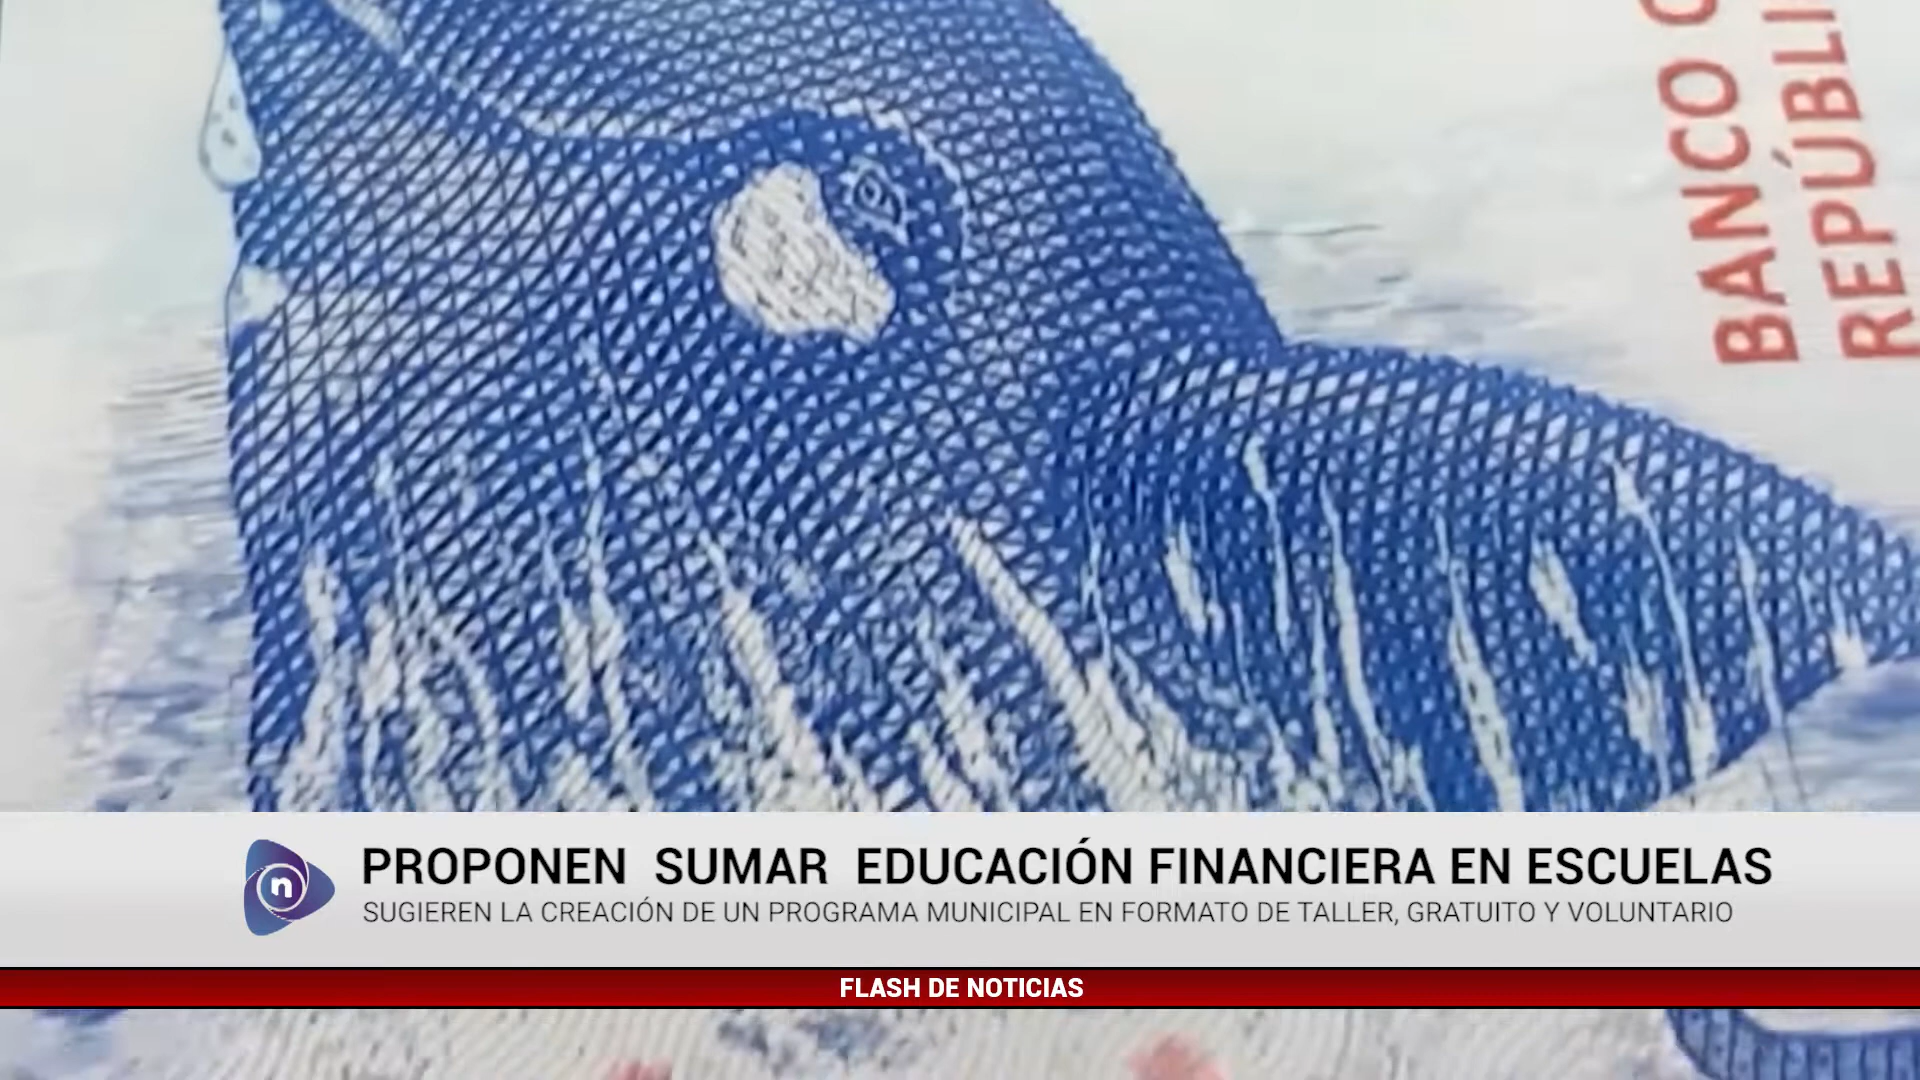 BANCO
PROPONEN SUMAR EDUCACIÓN FINANCIERA EN ESCUELAS
n
SUGIEREN LA CREACIÓN DE UN PROGRAMA MUNICIPAL EN FORMATO DE TALLER, GRATUITO Y VOLUNTARIO
FLASH DE NOTICIAS